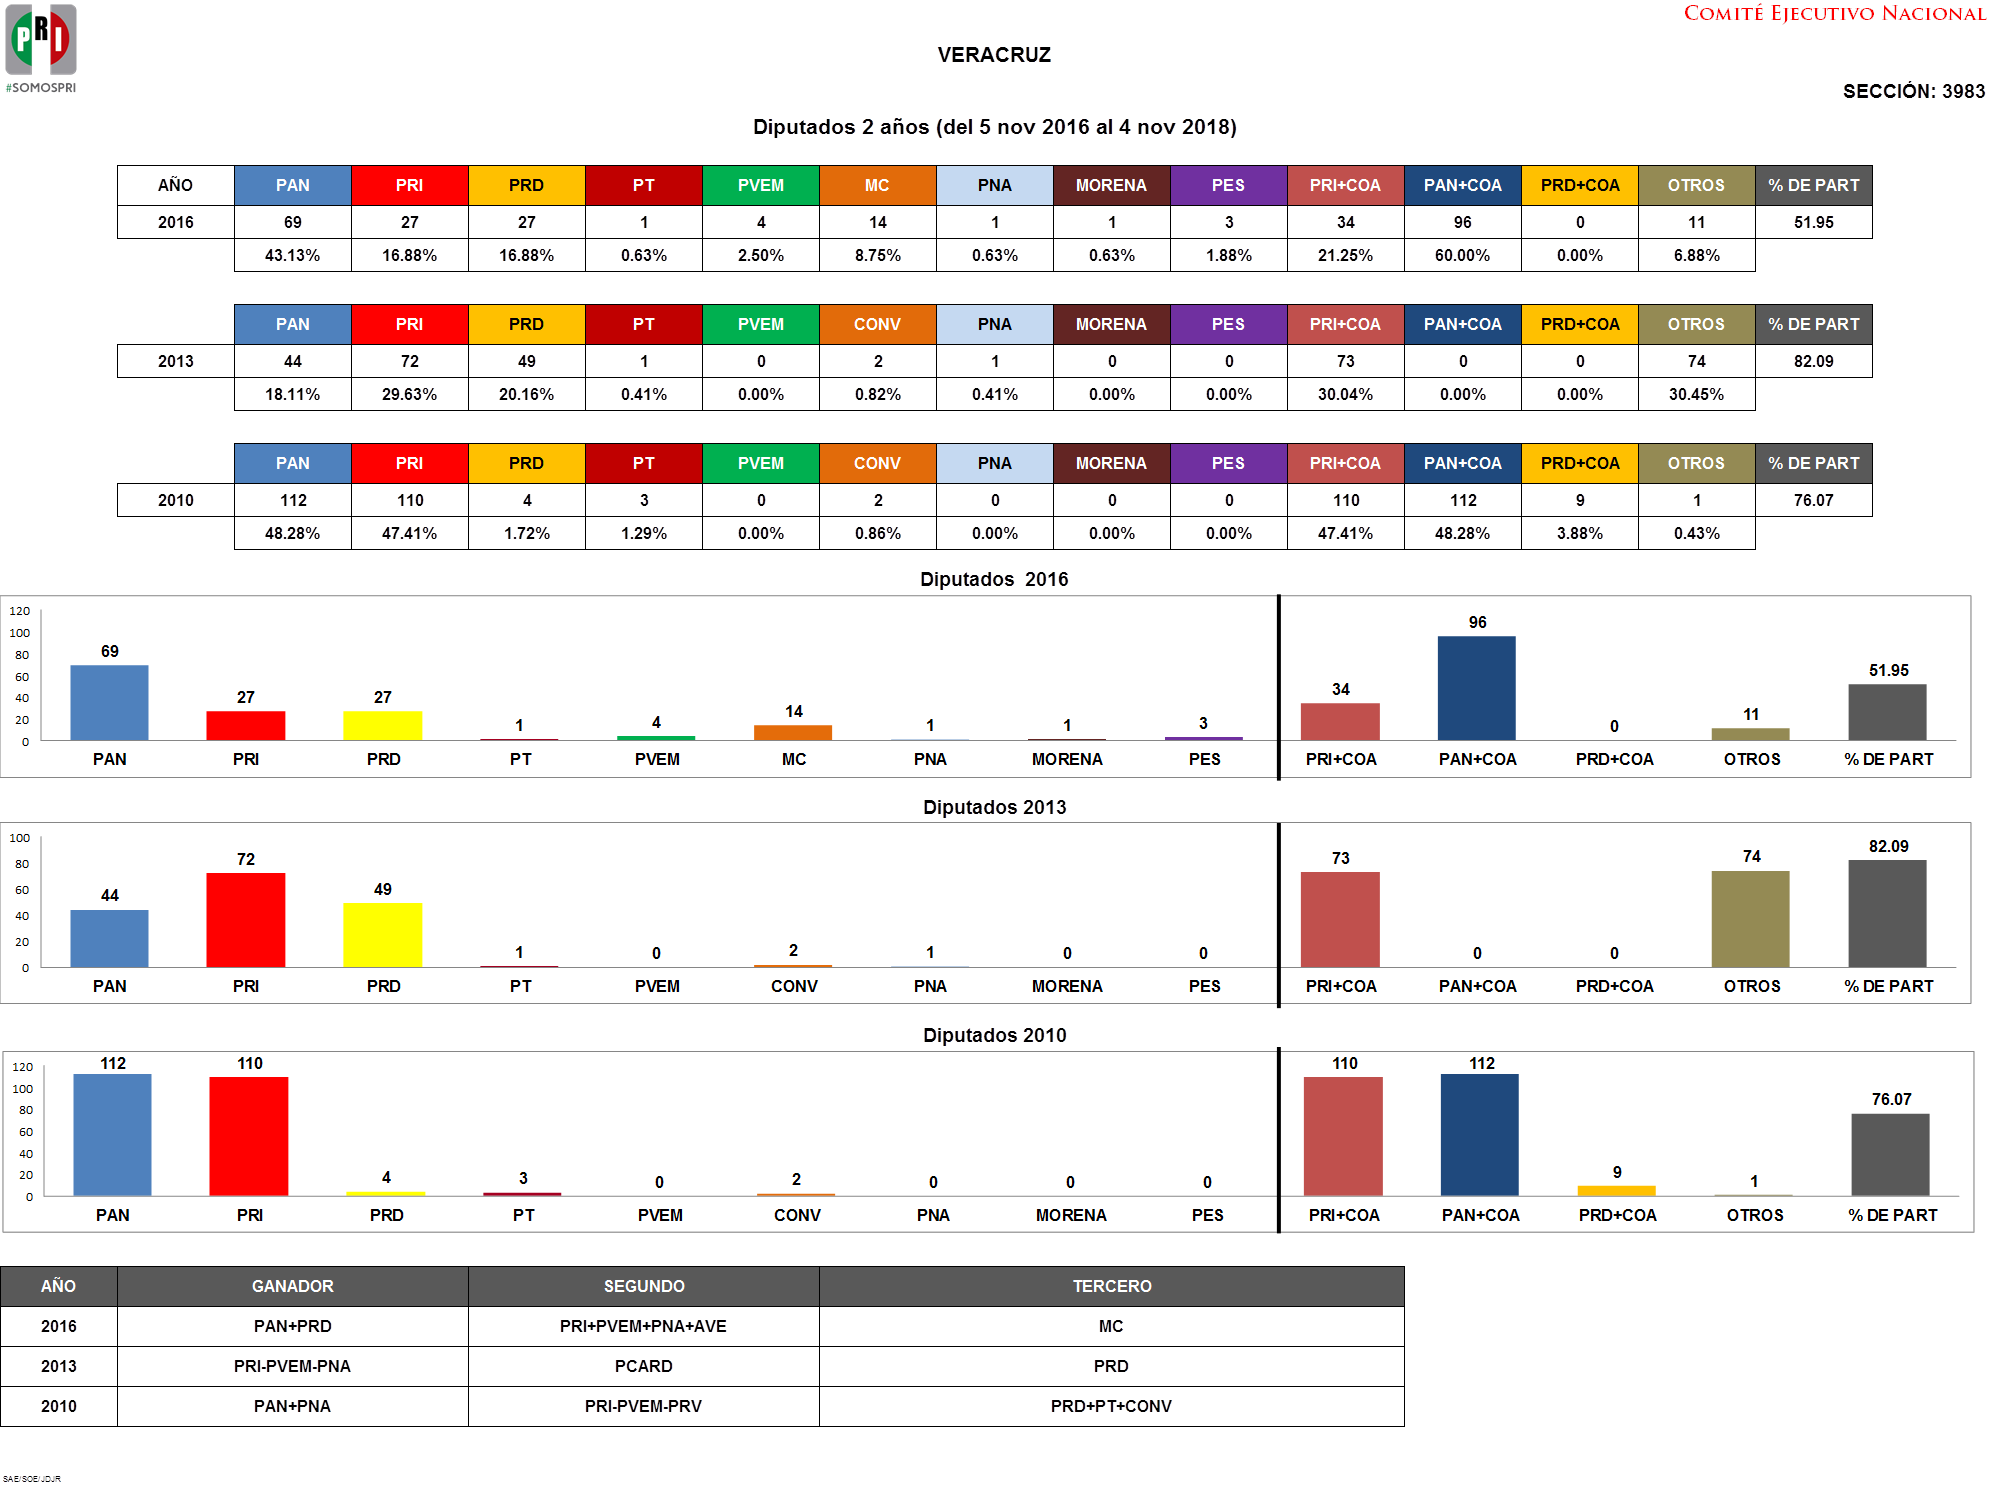 COMITÉ EJECUTIVO NACIONAL
PRI
#SOMOSPRI
VERACRUZ
SECCIÓN: 3983
Diputados 2 años (del 5 nov 2016 al 4 nov 2018)
AÑO PAN PRI PRD PT PVEM MC PNA MORENA PES PRI+COA PAN+COA PRD+COA OTROS % DE PART
2016 69 27 27 1 4 14 1 1 3 34 96 0 11 51.95
43.13% 16.88% 16.88% 0.63% 2.50% 8.75% 0.63% 0.63% 1.88% 21.25% 60.00% 0.00% 6.88%
PAN PRI PRD PT PVEM CONV PNA MORENA PES PRI+COA PAN+COA PRD+COA OTROS % DE PART
2013 44 72 49 1 0 2 1 0 0 73 0 0 74 82.09
18.11% 29.63% 20.16% 0.41% 0.00% 0.82% 0.41% 0.00% 0.00% 30.04% 0.00% 0.00% 30.45%
PAN PRI PRD PT PVEM CONV PNA MORENA PES PRI+COA PAN+COA PRD+COA OTROS % DE PART
2010 112 110 4 3 0 2 0 0 0 110 112 9 1 76.07
48.28% 47.41% 1.72% 1.29% 0.00% 0.86% 0.00% 0.00% 0.00% 47.41% 48.28% 3.88% 0.43%
Diputados 2016
120
100
80
60
40
20
0
69 27 27 1 4 14 1 1 3 34 96 0 11 51.95
PAN PRI PRD PT PVEM MC PNA MORENA PES PRI+COA PAN+COA PRD+COA OTROS % DE PART
Diputados 2013
100
80
60
40
20
0
44 72 49 1 0 2 1 0 0 73 0 0 74 82.09
PAN PRI PRD PT PVEM CONV PNA MORENA PES PRI+COA PAN+COA PRD+COA OTROS % DE PART
Diputados 2010
120
100
80
60
40
20
0
112 110 4 3 0 2 0 0 0 110 112 9 1 76.07
PAN PRI PRD PT PVEM CONV PNA MORENA PES PRI+COA PAN+COA PRD+COA OTROS % DE PART
AÑO GANADOR SEGUNDO TERCERO
2016 PAN+PRD PRI+PVEM+PNA+AVE MC
2013 PRI-PVEM-PNA PCARD PRD
2010 PAN+PNA PRI-PVEM-PRV PRD+PT+CONV
SAE/SOE/JDJR